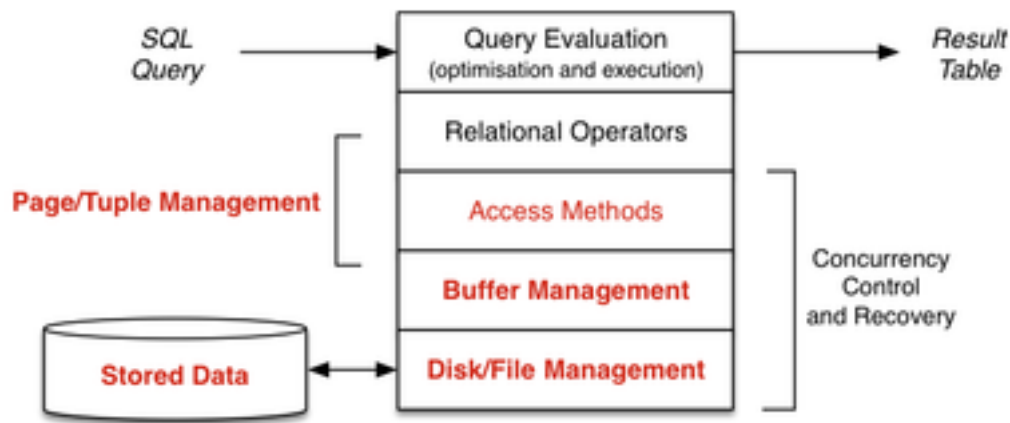 SQL
Query
Query Evaluation
(optimisation and execution)
Result
Table
Relational Operators
Page/Tuple Management
Access Methods
Buffer Management
Concurrency
Control
and Recovery
Stored Data
Disk/File Management